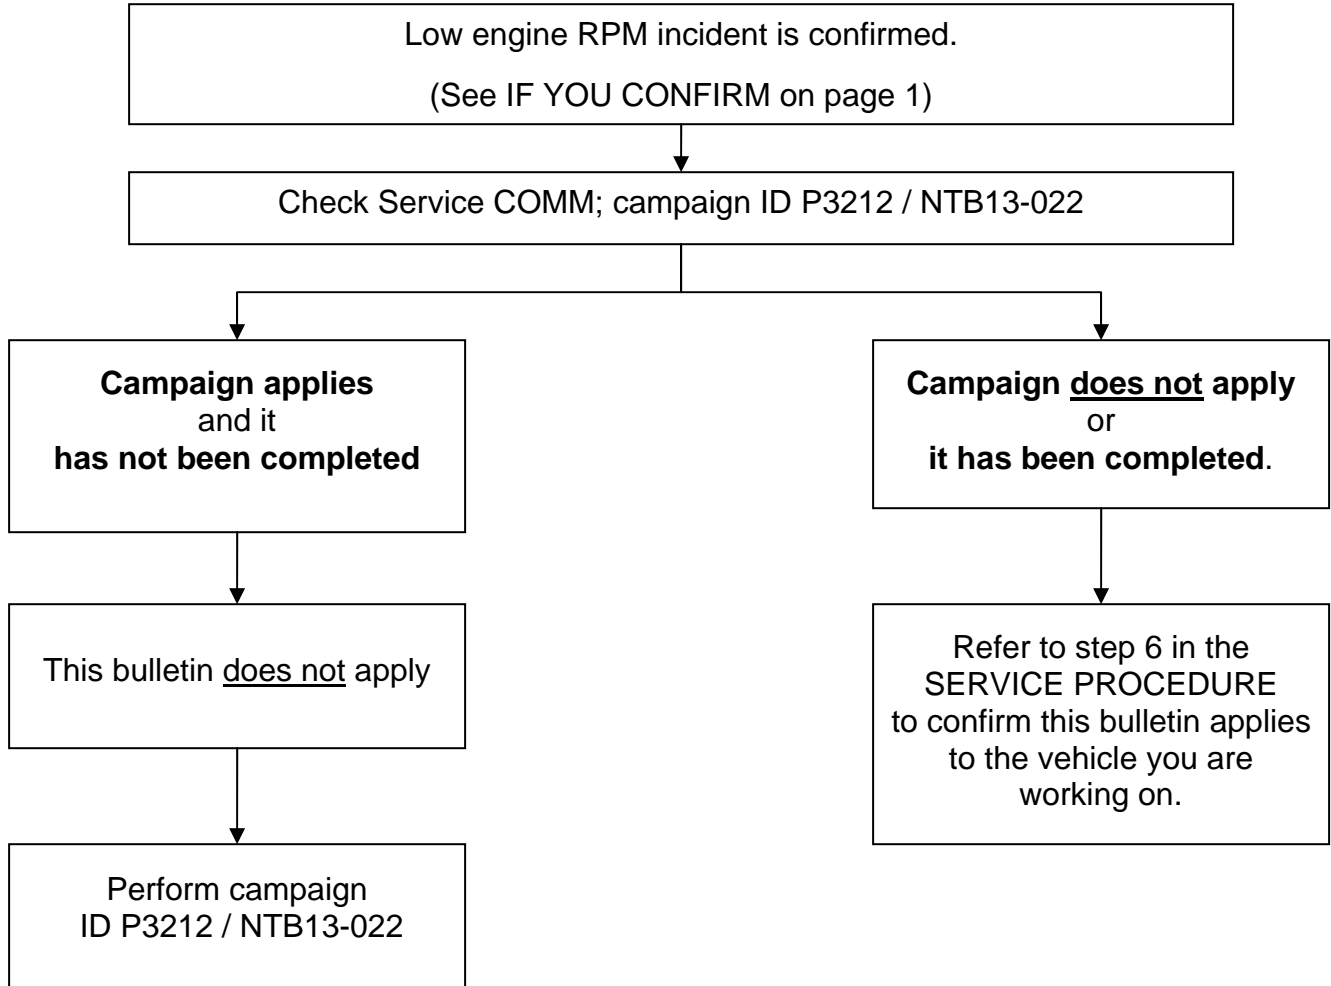 Low engine RPM incident is confirmed.
(See IF YOU CONFIRM on page 1)
Check Service COMM; campaign ID P3212 / NTB13-022
Campaign applies
and it
has not been completed
This bulletin does not apply
Perform campaign
ID P3212 / NTB13-022
Campaign does not apply
or
it has been completed.
Refer to step 6 in the
SERVICE PROCEDURE
to confirm this bulletin applies
to the vehicle you are
working on.